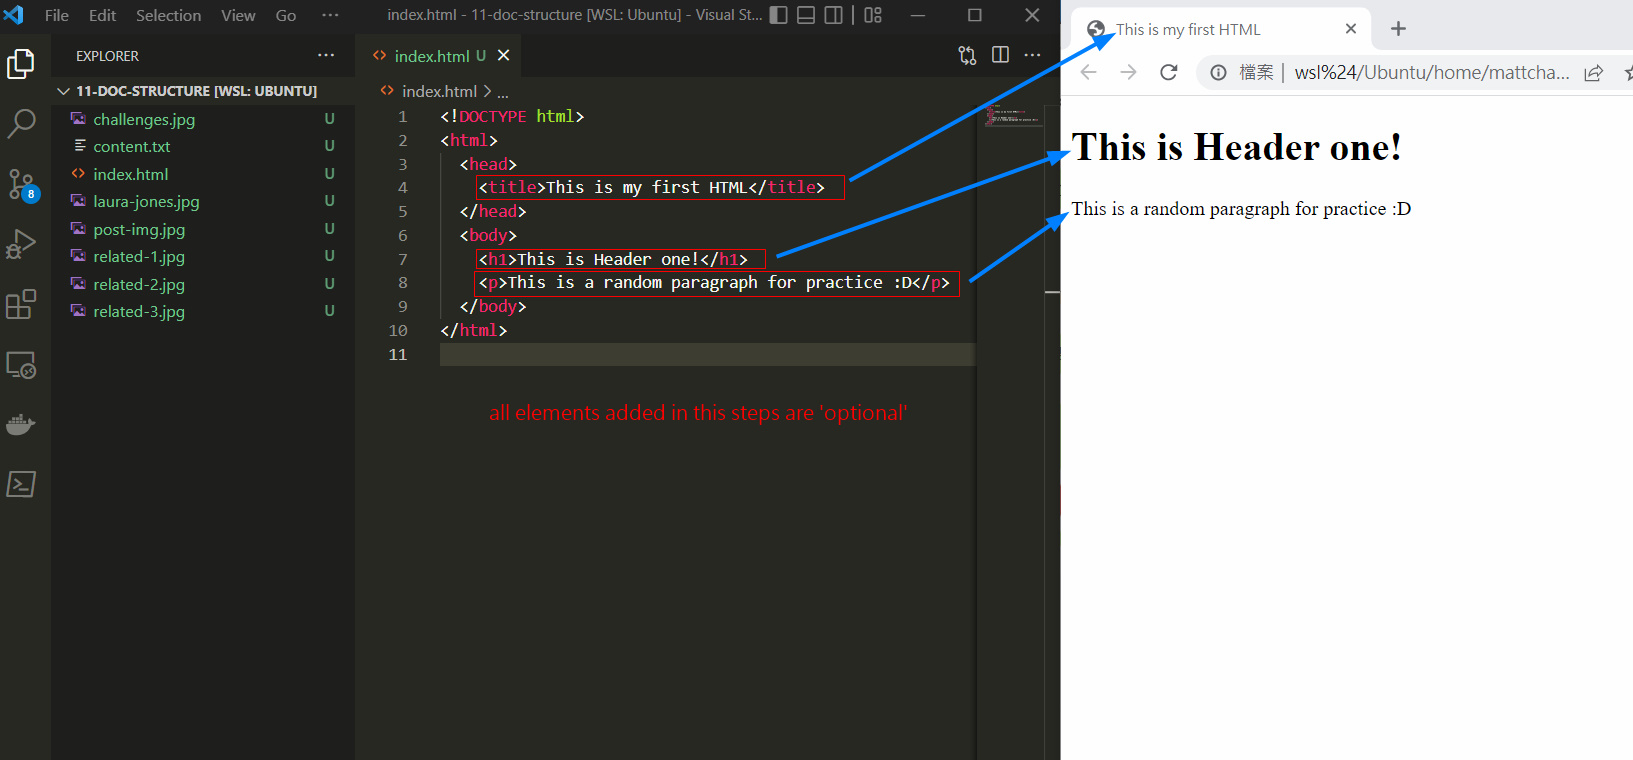 File Edit Selection View Go ··· index.html - 11-doc-structure [WSL: Ubuntu] - Visual St...
EXPLORER ···
11-DOC-STRUCTURE [WSL: UBUNTU]
challenges.jpg U
content.txt U
index.html U
laura-jones.jpg U
post-img.jpg U
related-1.jpg U
related-2.jpg U
related-3.jpg U
8
index.html U
index.html > ...
1 <!DOCTYPE html>
2 <html>
3 <head>
4 <title>This is my first HTML</title>
5 </head>
6 <body>
7 <h1>This is Header one!</h1>
8 <p>This is a random paragraph for practice :D</p>
9 </body>
10 </html>
11
all elements added in this steps are 'optional'
This is my first HTML
檔案 | wsl%24/Ubuntu/home/mattcha...
This is Header one!
This is a random paragraph for practice :D